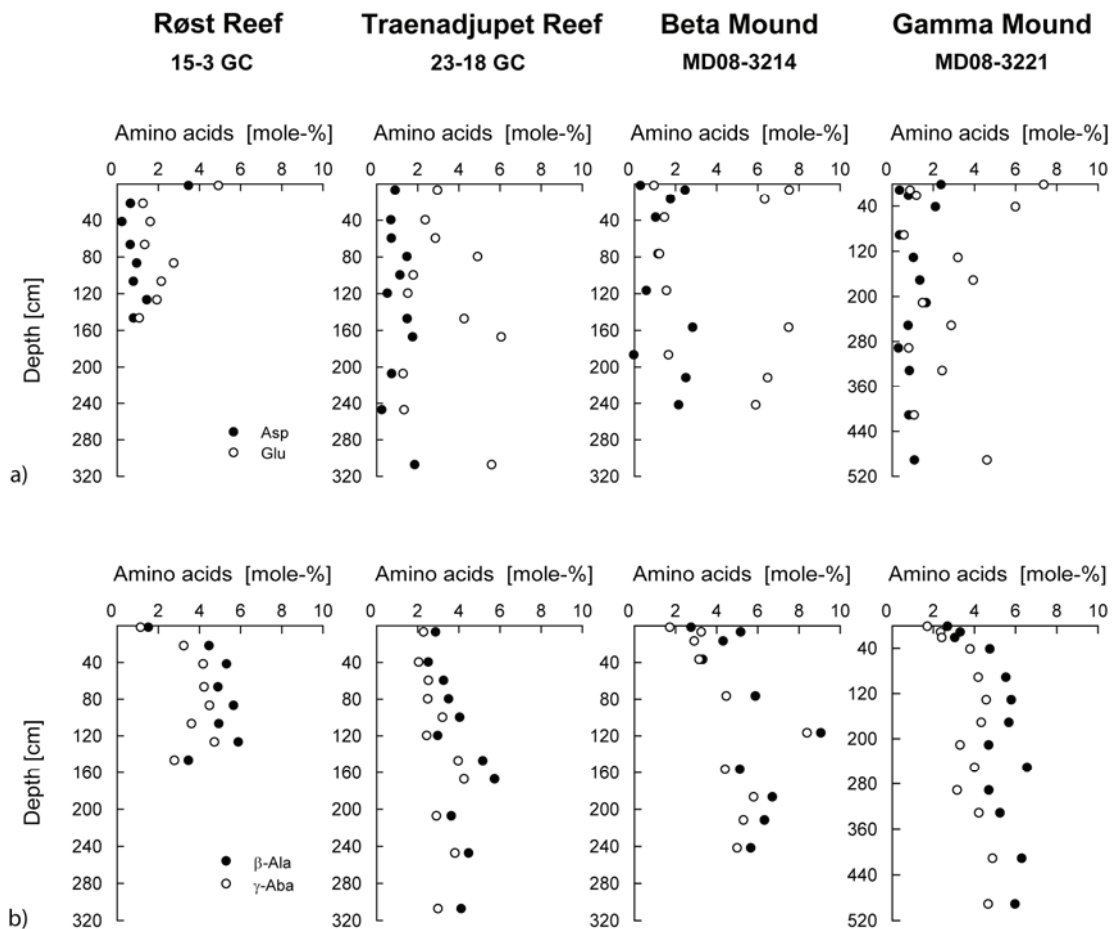 Røst Reef Traenadjupet Reef Beta Mound Gamma Mound
15-3 GC 23-18 GC MD08-3214 MD08-3221
Amino acids [mole-%] Amino acids [mole-%] Amino acids [mole-%] Amino acids [mole-%]
0 2 4 6 8 10 0 2 4 6 8 10 0 2 4 6 8 10 0 2 4 6 8 10
0 0 0 0
40 40 40 40
80 80 80 120
120 120 120 200
Depth [cm]
160 160 160 280
200 200 200 360
240 240 240 440
280 280 280 520
320 320 320
Asp
Glu
a)
Amino acids [mole-%] Amino acids [mole-%] Amino acids [mole-%] Amino acids [mole-%]
0 2 4 6 8 10 0 2 4 6 8 10 0 2 4 6 8 10 0 2 4 6 8 10
0 0 0 0
40 40 40 40
80 80 80 120
120 120 120 200
Depth [cm]
160 160 160 280
200 200 200 360
240 240 240 440
280 280 280 520
320 320 320
β-Ala
γ-Aba
b)